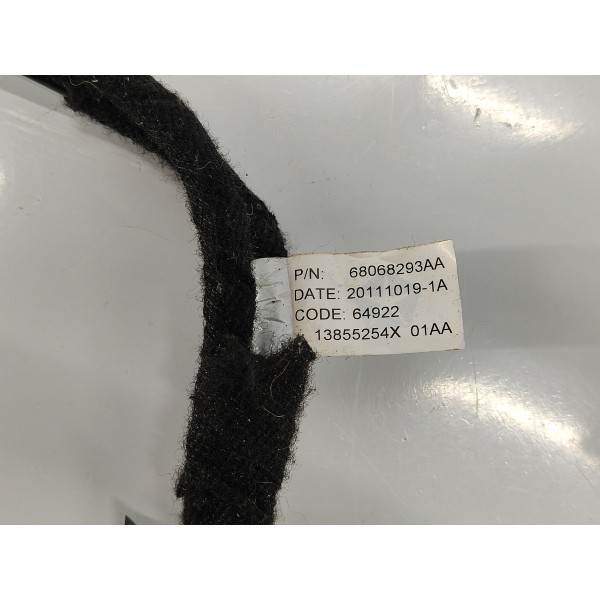 P/N: 68068293AA
DATE: 20111019-1A
CODE: 64922
13855254X 01AA